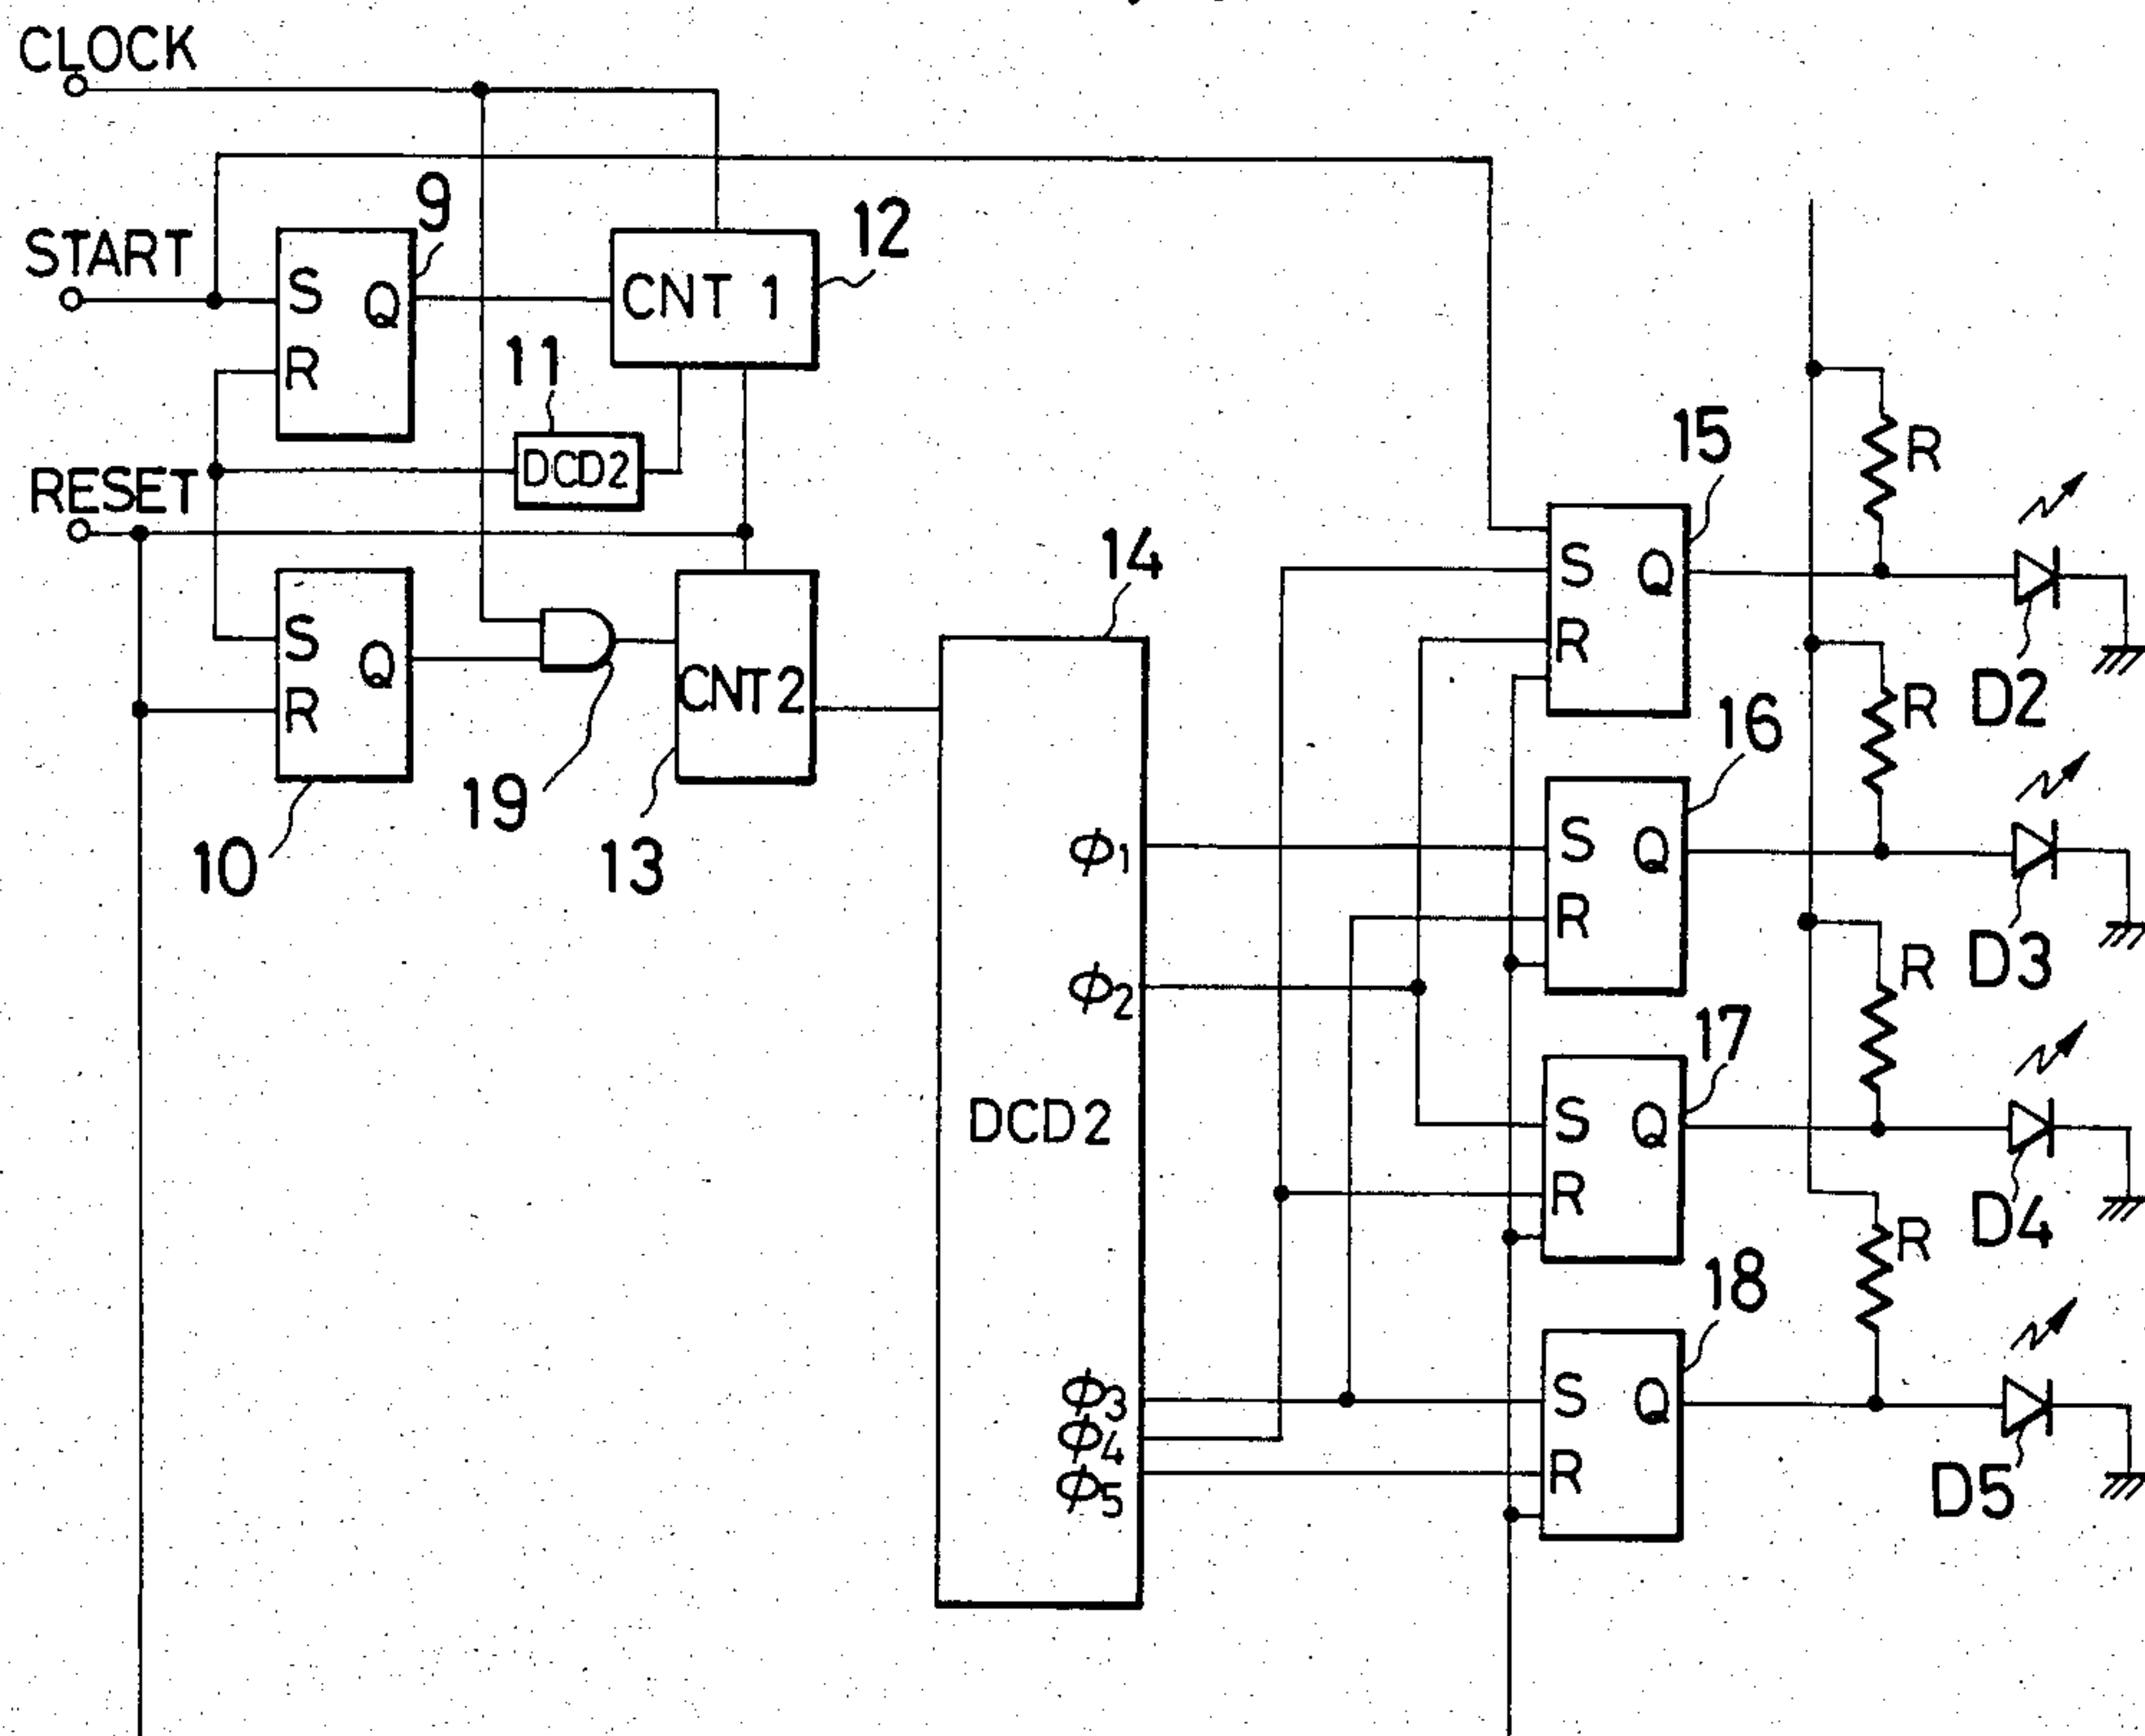 CLOCK
START
RESET
S
R
Q
9
CNT 1
12
11
DCD2
S
R
Q
10
19
CNT2
13
14
DCD2
ϕ1
ϕ2
ϕ3
ϕ4
ϕ5
S
R
Q
15
S
R
Q
16
S
R
Q
17
S
R
Q
18
R
D2
R
D3
R
D4
R
D5